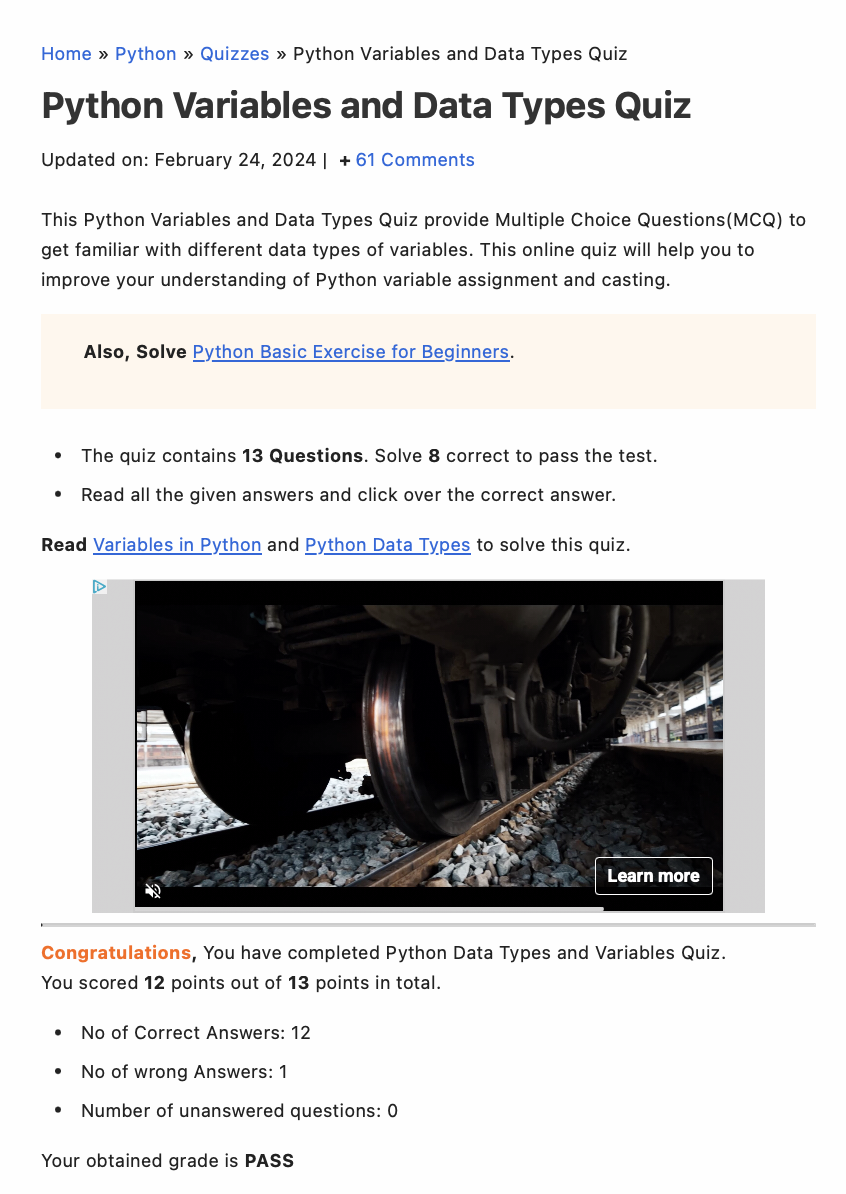 Home » Python » Quizzes » Python Variables and Data Types Quiz
Python Variables and Data Types Quiz
Updated on: February 24, 2024 | + 61 Comments
This Python Variables and Data Types Quiz provide Multiple Choice Questions(MCQ) to
get familiar with different data types of variables. This online quiz will help you to
improve your understanding of Python variable assignment and casting.
Also, Solve Python Basic Exercise for Beginners.
• The quiz contains 13 Questions. Solve 8 correct to pass the test.
• Read all the given answers and click over the correct answer.
Read Variables in Python and Python Data Types to solve this quiz.
Learn more
Congratulations, You have completed Python Data Types and Variables Quiz.
You scored 12 points out of 13 points in total.
• No of Correct Answers: 12
• No of wrong Answers: 1
• Number of unanswered questions: 0
Your obtained grade is PASS